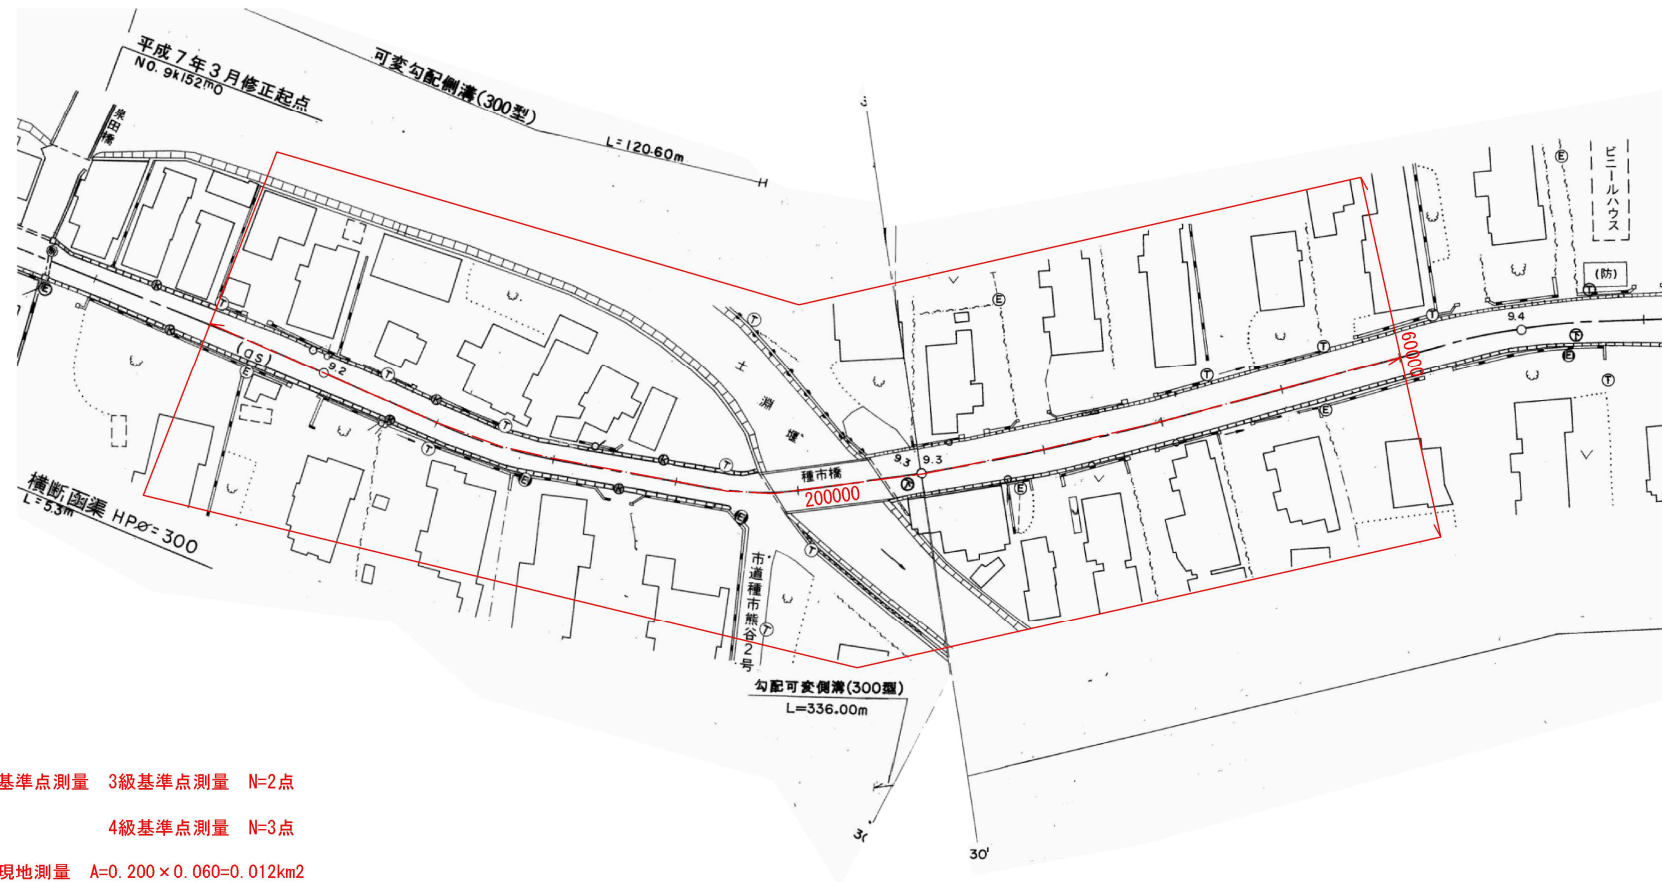 平成7年3月修正起点
NO. 9k152m0
可変勾配側溝(300型)
L=120.60m
泉田橋
ビニールハウス
(防)
9.4
(as)
9.2
土淵堰
種市橋
9.3
9.3
200000
60000
横断函渠 HPø=300
L=5.3m
市道種市熊谷2号
勾配可変側溝(300型)
L=336.00m
30'
基準点測量 3級基準点測量 N=2点
4級基準点測量 N=3点
現地測量 A=0.200×0.060=0.012km2